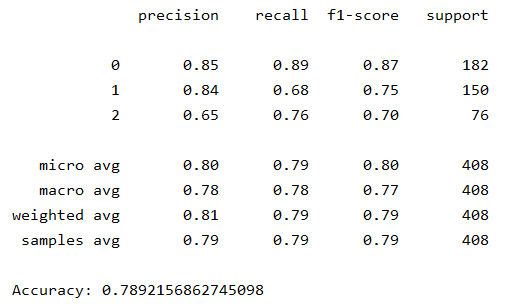 precision recall f1-score support
0 0.85 0.89 0.87 182
1 0.84 0.68 0.75 150
2 0.65 0.76 0.70 76
micro avg 0.80 0.79 0.80 408
macro avg 0.78 0.78 0.77 408
weighted avg 0.81 0.79 0.79 408
samples avg 0.79 0.79 0.79 408
Accuracy: 0.7892156862745098